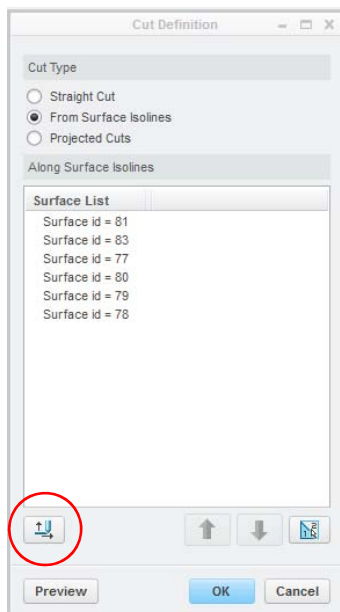 Cut Definition
Cut Type
Straight Cut
From Surface Isolines
Projected Cuts
Along Surface Isolines
Surface List
Surface id = 81
Surface id = 83
Surface id = 77
Surface id = 80
Surface id = 79
Surface id = 78
Preview OK Cancel